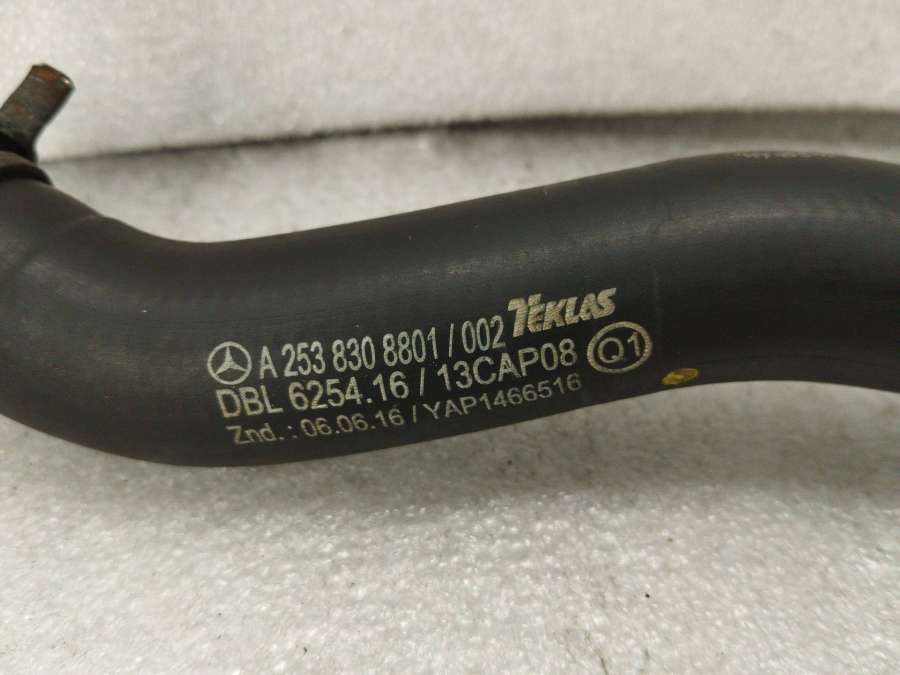 A 253 830 8801 / 002 TEKLAS
DBL 6254.16 / 13CAP08 Q1
Znd. : 06.06.16 / YAP1466516